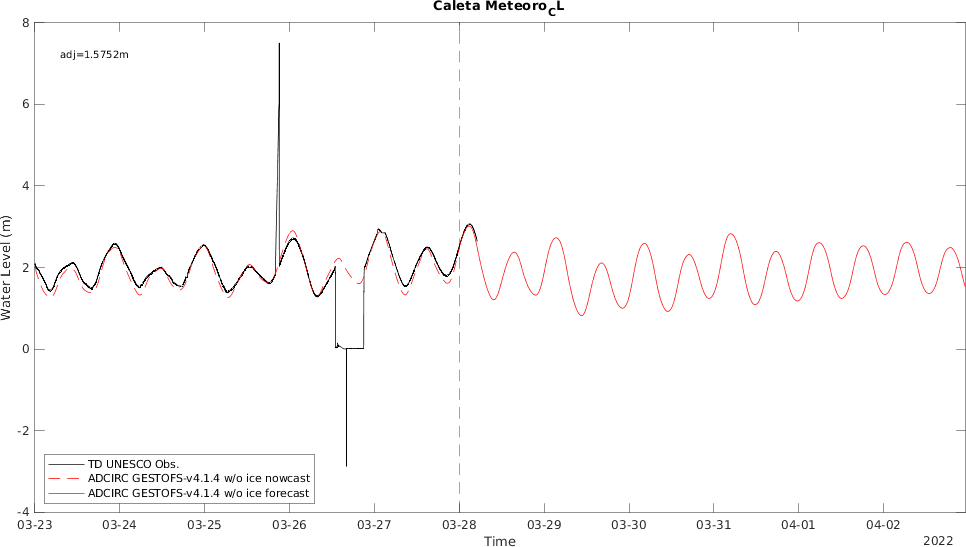 Caleta Meteoro_CL
adj=1.5752m
Water Level (m)
8
6
4
2
0
-2
-4
TD UNESCO Obs.
ADCIRC GESTOFS-v4.1.4 w/o ice nowcast
ADCIRC GESTOFS-v4.1.4 w/o ice forecast
03-23 03-24 03-25 03-26 03-27 03-28 03-29 03-30 03-31 04-01 04-02
Time
2022